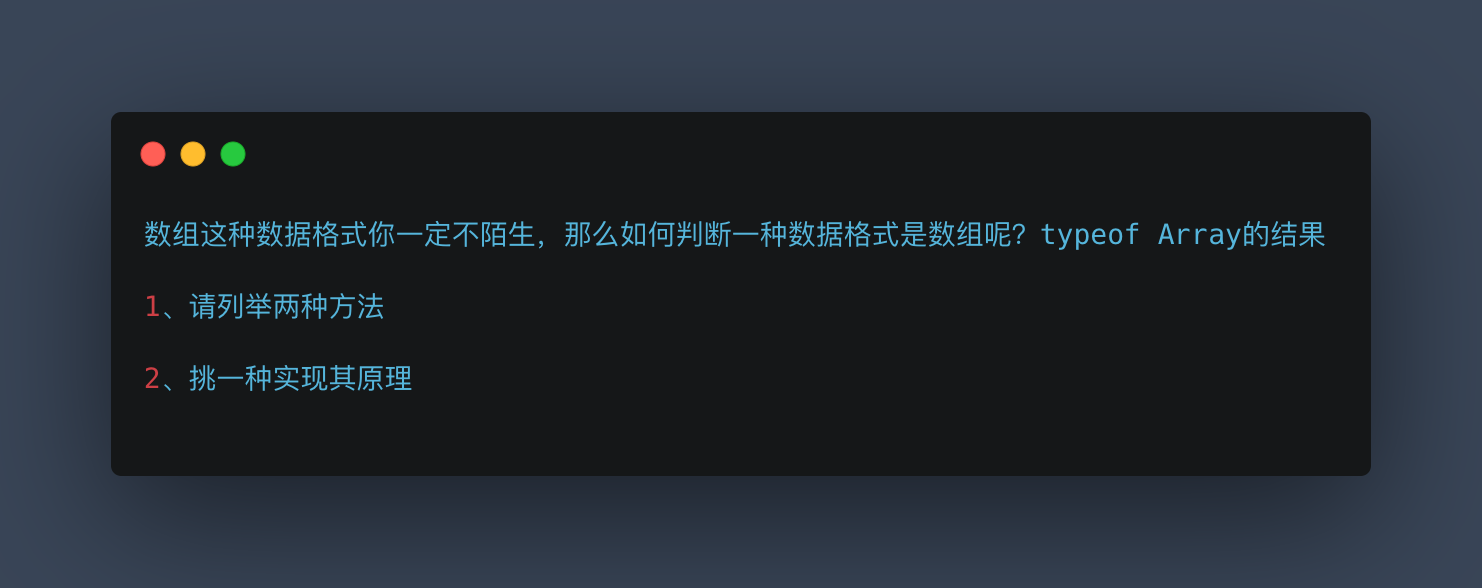 数组这种数据格式你一定不陌生，那么如何判断一种数据格式是数组呢？typeof Array的结果
1、请列举两种方法
2、挑一种实现其原理